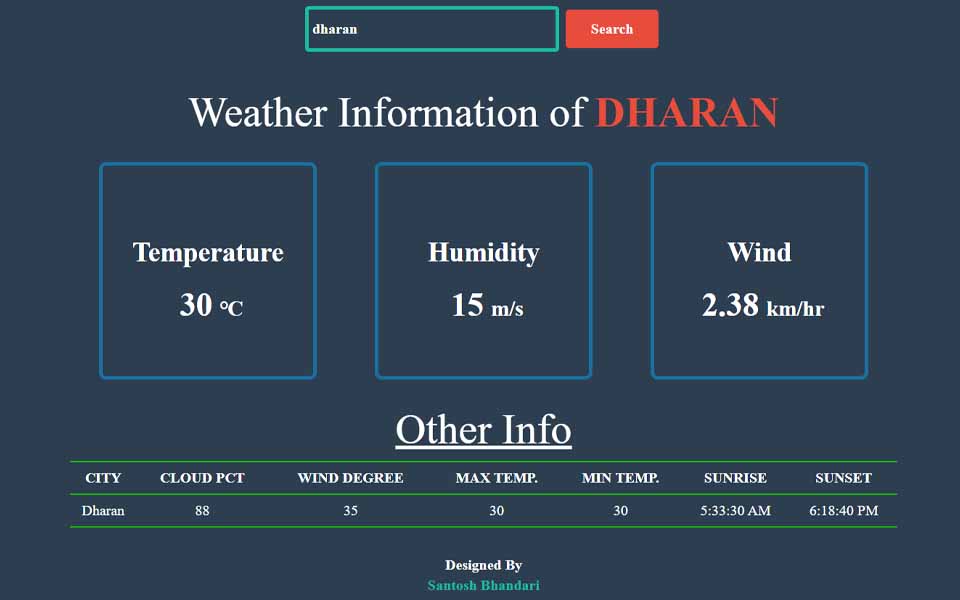 dharan
Search
Weather Information of DHARAN
Temperature
30 °C
Humidity
15 m/s
Wind
2.38 km/hr
Other Info
CITY CLOUD PCT WIND DEGREE MAX TEMP. MIN TEMP. SUNRISE SUNSET
Dharan 88 35 30 30 5:33:30 AM 6:18:40 PM
Designed By
Santosh Bhandari